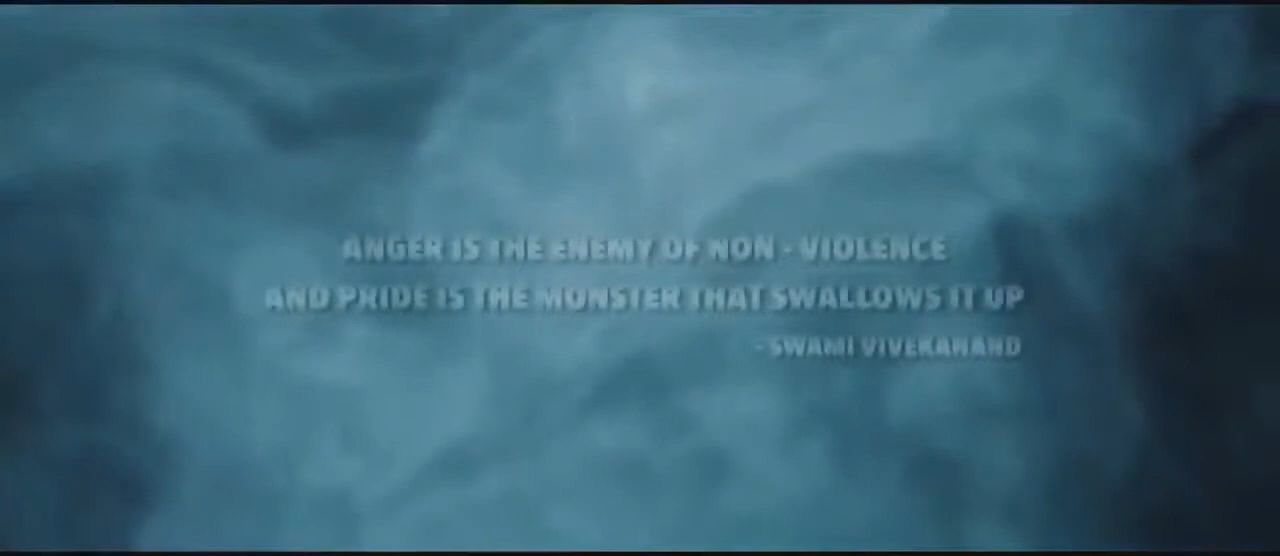 ANGER IS THE ENEMY OF NON - VIOLENCE
AND PRIDE IS THE MONSTER THAT SWALLOWS IT UP
- SWAMI VIVEKANAND